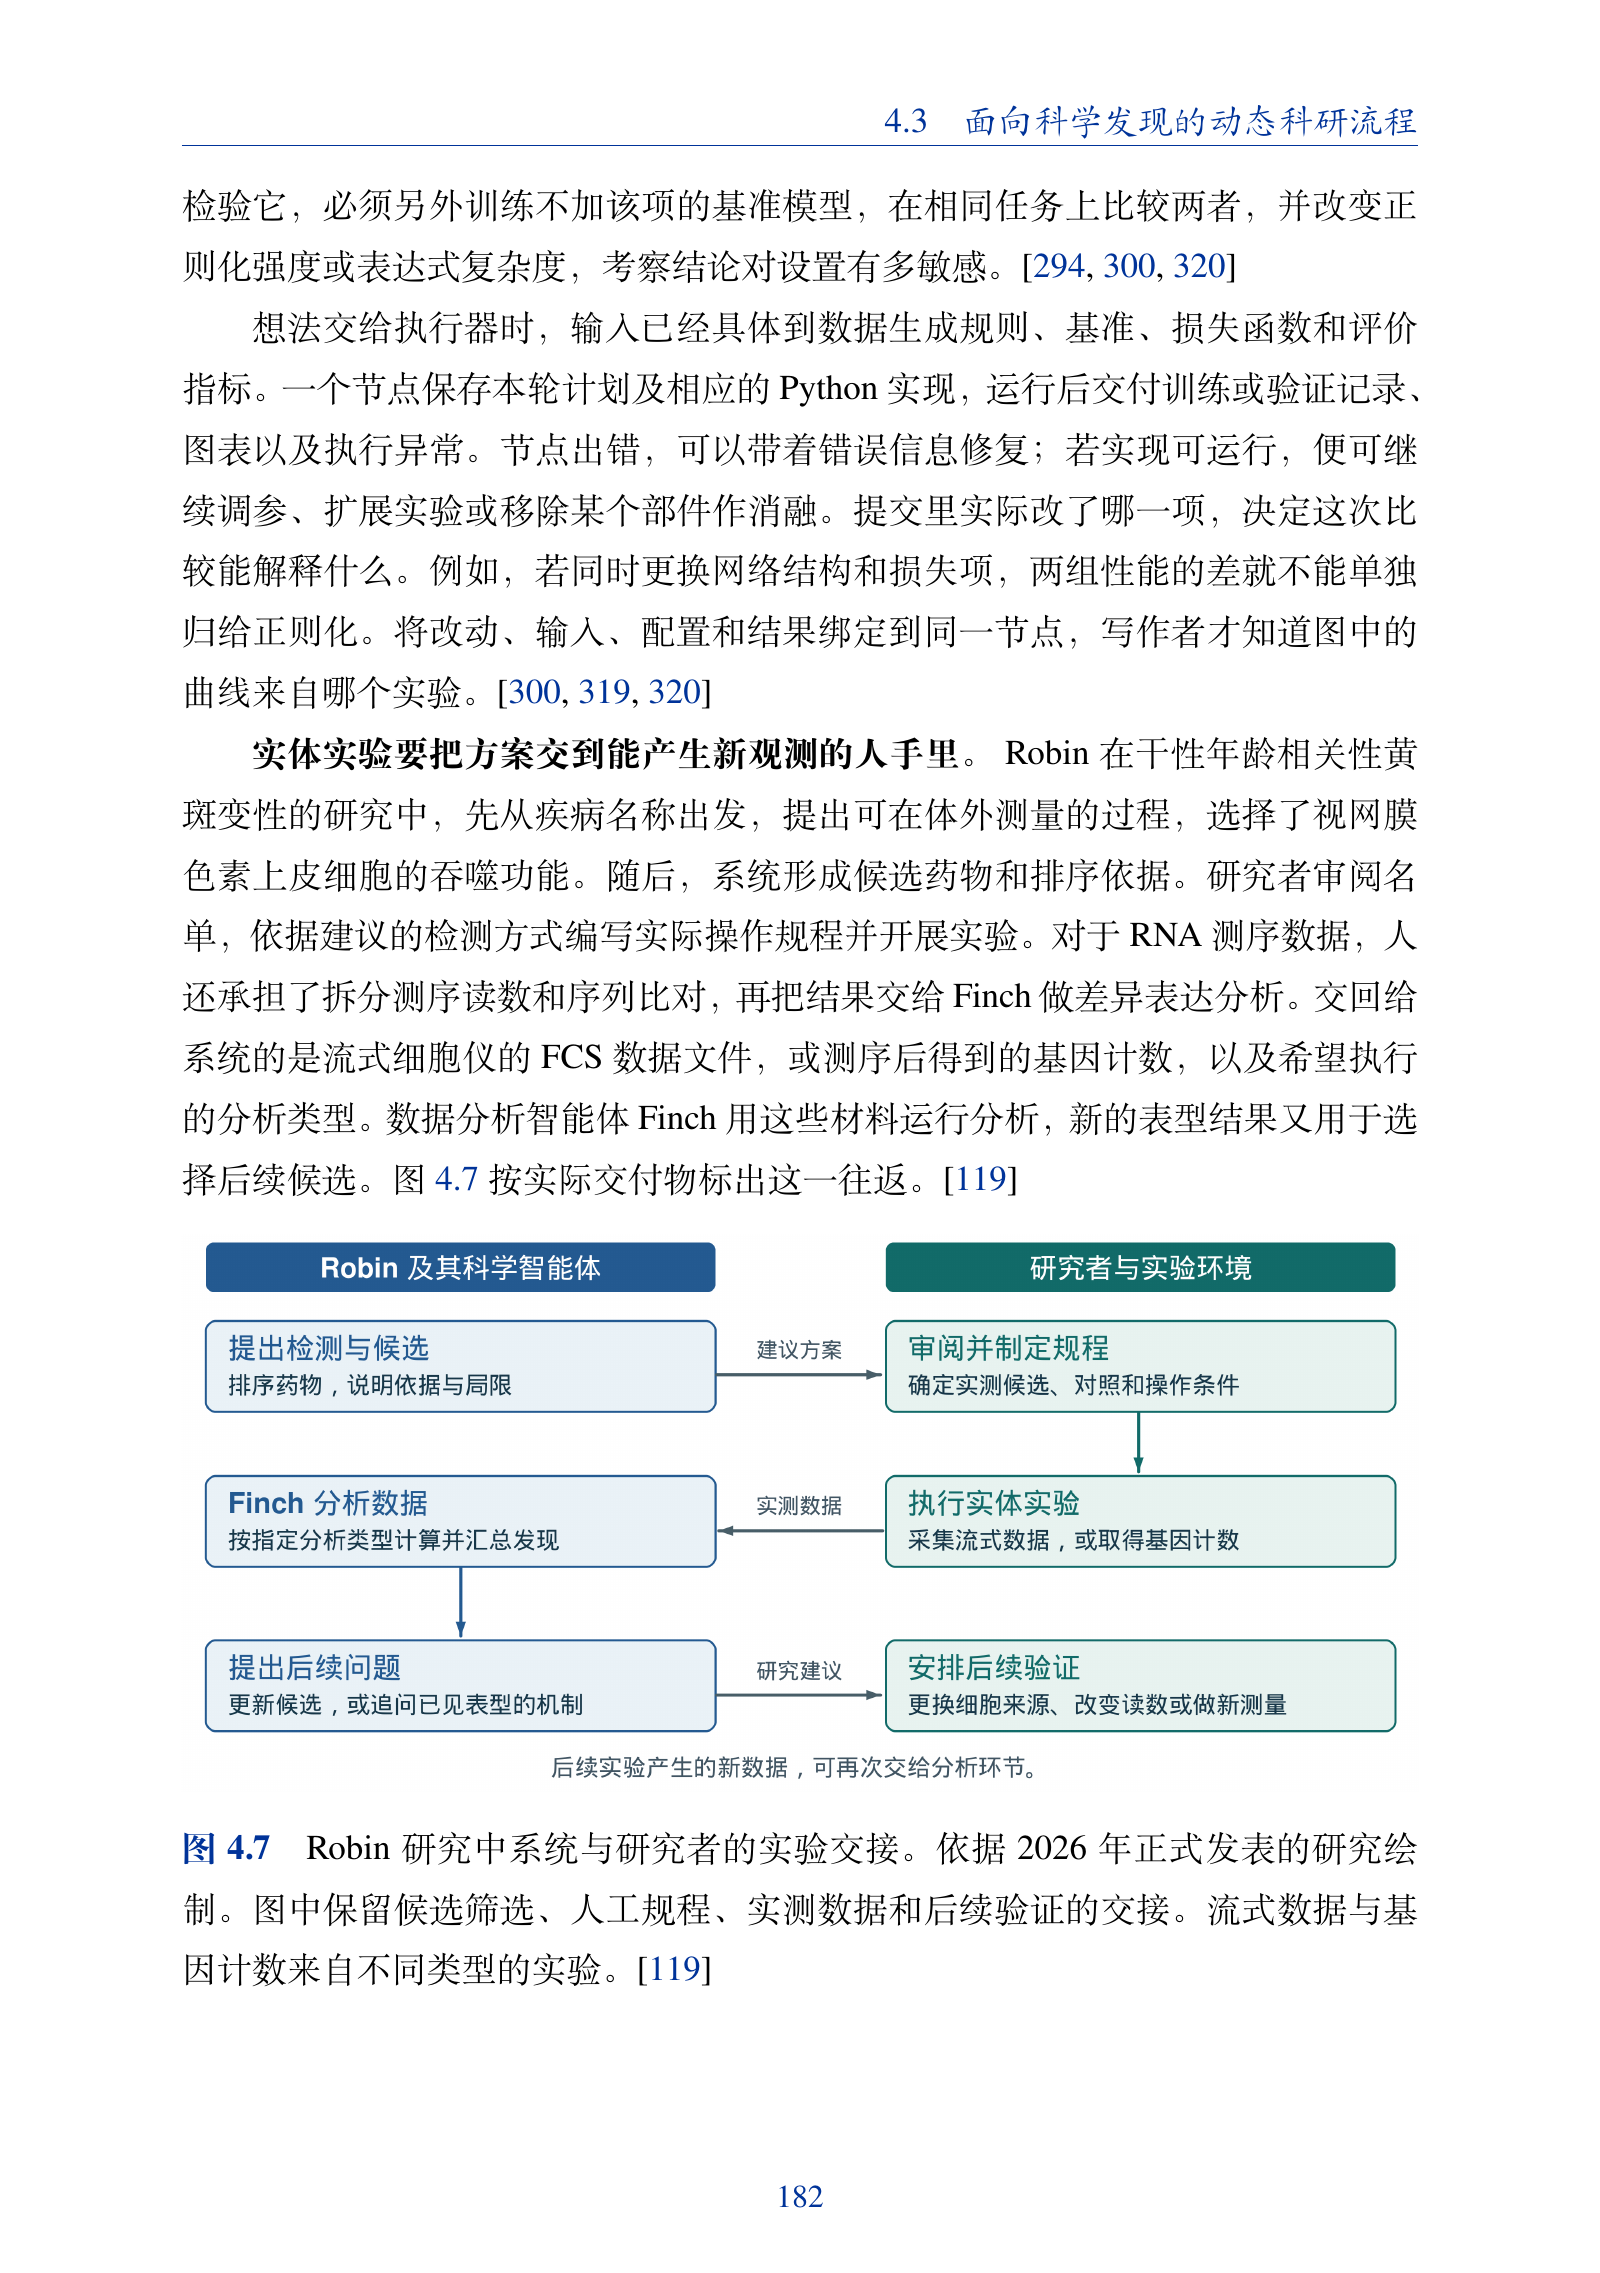 4.3 面向科学发现的动态科研流程
检验它，必须另外训练不加该项的基准模型，在相同任务上比较两者，并改变正
则化强度或表达式复杂度，考察结论对设置有多敏感。[294, 300, 320]
想法交给执行器时，输入已经具体到数据生成规则、基准、损失函数和评价
指标。一个节点保存本轮计划及相应的 Python 实现，运行后交付训练或验证记录、
图表以及执行异常。节点出错，可以带着错误信息修复；若实现可运行，便可继
续调参、扩展实验或移除某个部件作消融。提交里实际改了哪一项，决定这次比
较能解释什么。例如，若同时更换网络结构和损失项，两组性能的差就不能单独
归给正则化。将改动、输入、配置和结果绑定到同一节点，写作者才知道图中的
曲线来自哪个实验。[300, 319, 320]
实体实验要把方案交到能产生新观测的人手里。 Robin 在干性年龄相关性黄
斑变性的研究中，先从疾病名称出发，提出可在体外测量的过程，选择了视网膜
色素上皮细胞的吞噬功能。随后，系统形成候选药物和排序依据。研究者审阅名
单，依据建议的检测方式编写实际操作规程并开展实验。对于 RNA 测序数据，人
还承担了拆分测序读数和序列比对，再把结果交给 Finch 做差异表达分析。交回给
系统的是流式细胞仪的 FCS 数据文件，或测序后得到的基因计数，以及希望执行
的分析类型。数据分析智能体 Finch 用这些材料运行分析，新的表型结果又用于选
择后续候选。图 4.7 按实际交付物标出这一往返。[119]
Robin 及其科学智能体
研究者与实验环境
提出检测与候选
排序药物，说明依据与局限
建议方案
审阅并制定规程
确定实测候选、对照和操作条件
Finch 分析数据
按指定分析类型计算并汇总发现
实测数据
执行实体实验
采集流式数据，或取得基因计数
提出后续问题
更新候选，或追问已见表型的机制
研究建议
安排后续验证
更换细胞来源、改变读数或做新测量
后续实验产生的新数据，可再次交给分析环节。
图 4.7 Robin 研究中系统与研究者的实验交接。依据 2026 年正式发表的研究绘
制。图中保留候选筛选、人工规程、实测数据和后续验证的交接。流式数据与基
因计数来自不同类型的实验。[119]
182